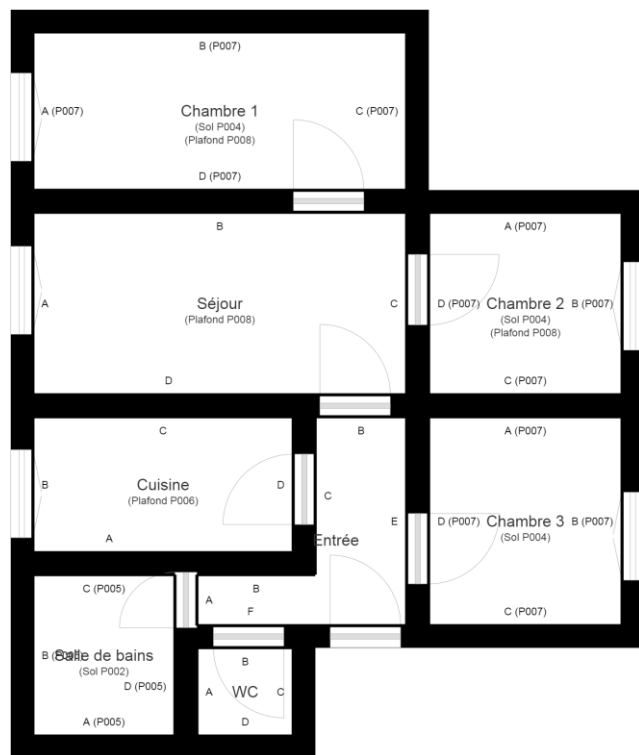 B (P007)
A (P007)
Chambre 1
(Sol P004)
(Plafond P008)
C (P007)
D (P007)
B
A
Séjour
(Plafond P008)
C
D
A (P007)
D (P007)
Chambre 2
(Sol P004)
(Plafond P008)
B (P007)
C (P007)
C
B
Cuisine
(Plafond P006)
D
A
B
C
E
Entrée
B
A
F
A (P007)
D (P007)
Chambre 3
(Sol P004)
B (P007)
C (P007)
C (P005)
B (P005)
Salle de bains
(Sol P002)
D (P005)
A (P005)
B
A
WC
C
D